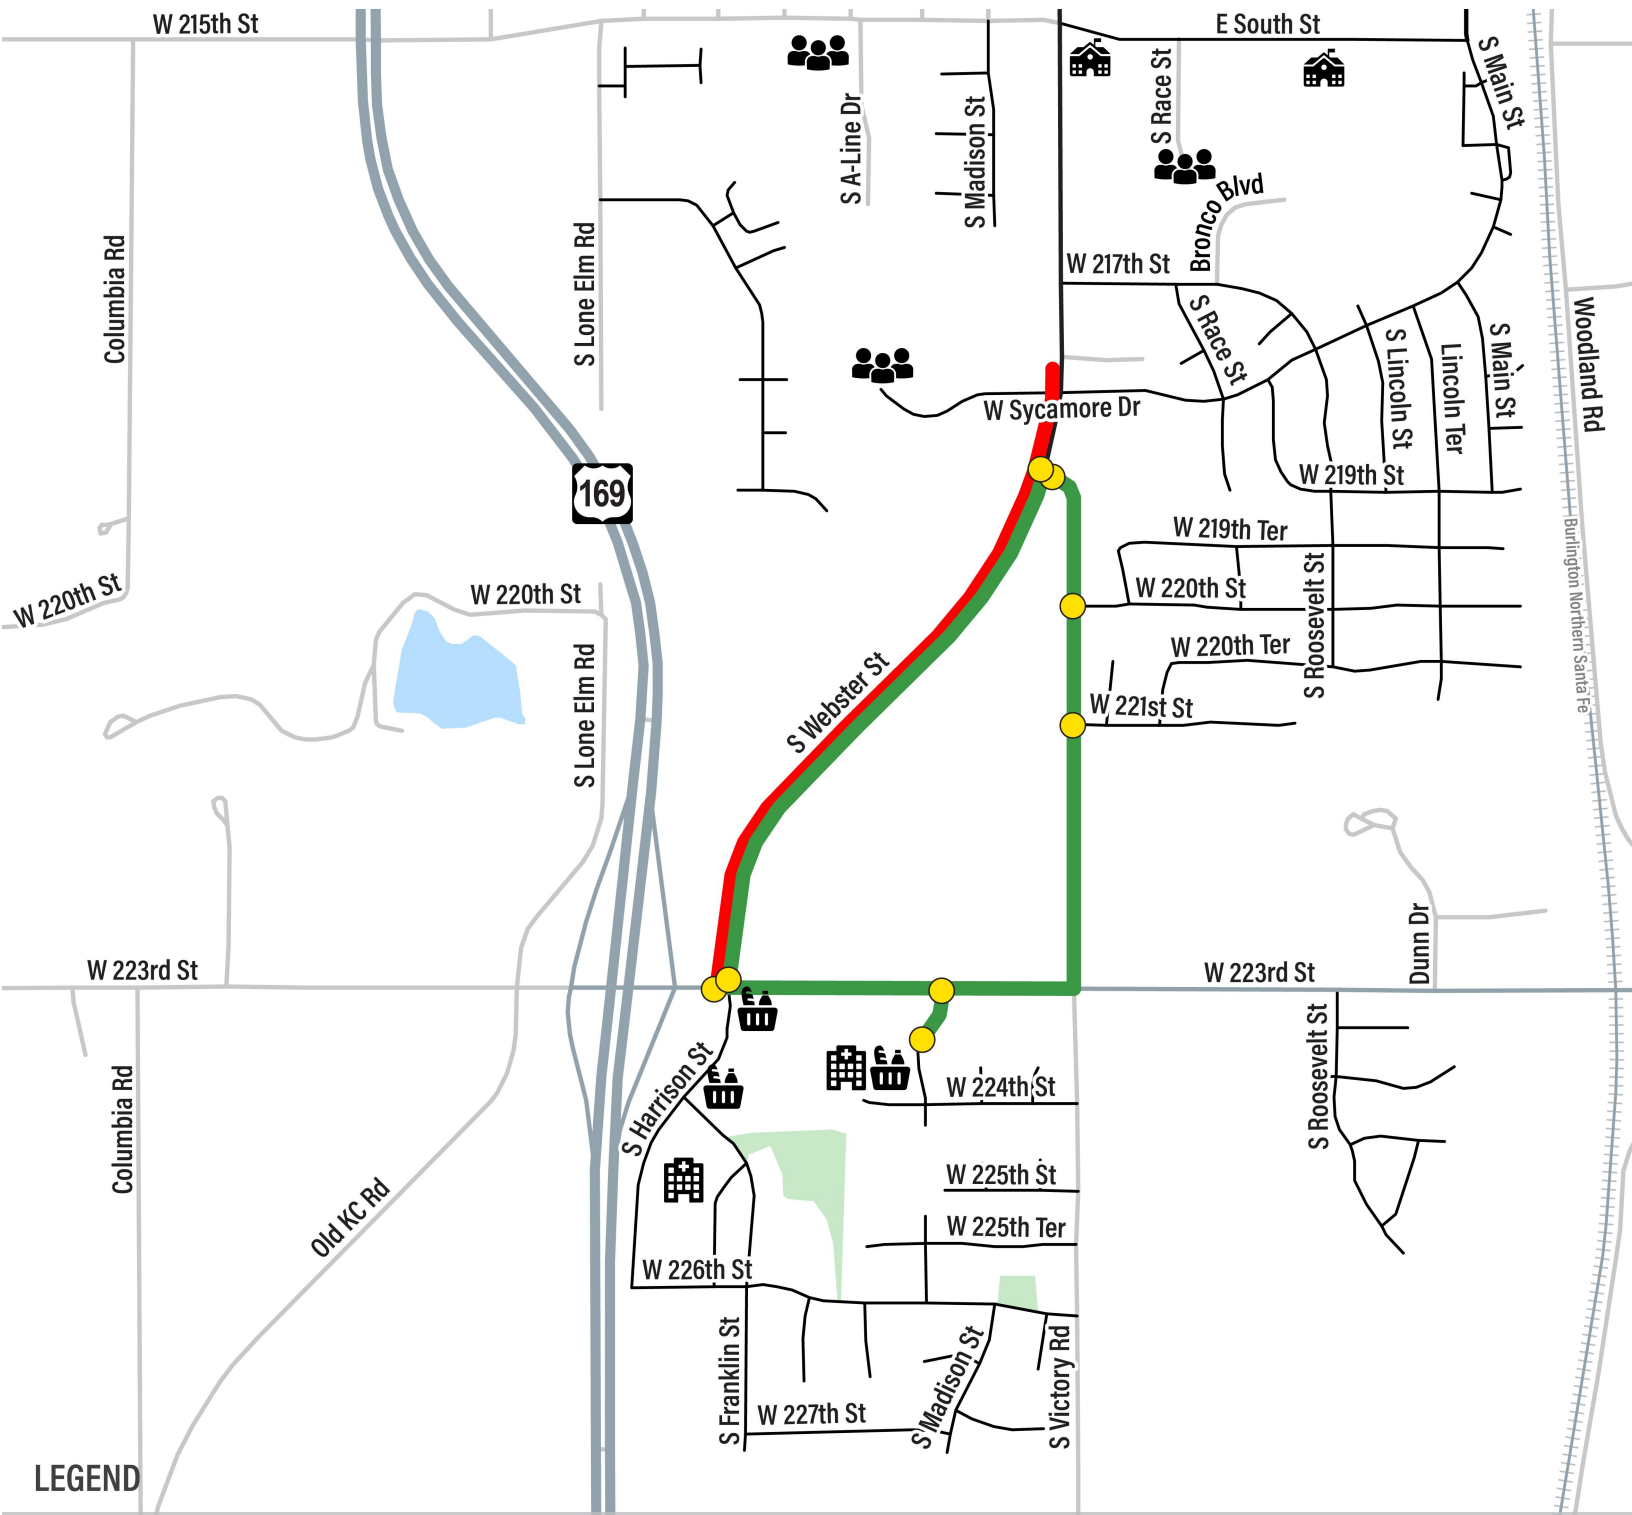 W 215th St
E South St
S Main St
S Race St
S A-Line Dr
S Madison St
Bronco Blvd
Columbia Rd
S Lone Elm Rd
W 217th St
S Race St
Woodland Rd
S Lincoln St
Lincoln Ter
S Main St
W Sycamore Dr
W 219th St
169
W 219th Ter
Burlington Northern Santa Fe
W 220th St
W 220th St
W 220th St
S Roosevelt St
W 220th Ter
S Lone Elm Rd
S Webster St
W 221st St
Dunn Dr
W 223rd St
W 223rd St
S Roosevelt St
S Harrison St
W 224th St
Columbia Rd
W 225th St
Old KC Rd
W 225th Ter
W 226th St
S Franklin St
S Madison St
S Victory Rd
W 227th St
LEGEND